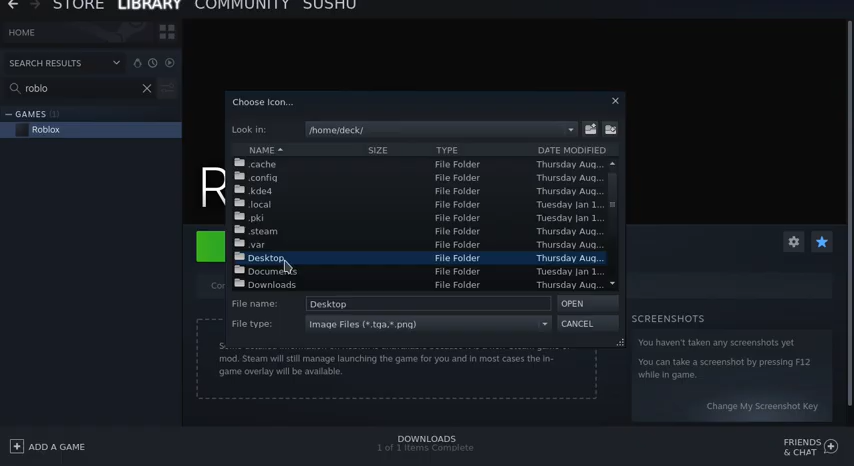 STORE LIBRARY COMMUNITY SUSHU
HOME
SEARCH RESULTS
roblo
GAMES (1)
Roblox
Choose Icon...
Look in: /home/deck/
NAME SIZE TYPE DATE MODIFIED
.cache File Folder Thursday Aug...
.config File Folder Thursday Aug...
.kde4 File Folder Thursday Aug...
.local File Folder Tuesday Jan 1...
.pki File Folder Tuesday Jan 1...
.steam File Folder Thursday Aug...
.var File Folder Thursday Aug...
Desktop File Folder Thursday Aug...
Documents File Folder Tuesday Jan 1...
Downloads File Folder Thursday Aug...
File name: Desktop OPEN
File type: Image Files (*.tga,*.png) CANCEL
R
mod. Steam will still manage launching the game for you and in most cases the in-
game overlay will be available.
SCREENSHOTS
You haven't taken any screenshots yet
You can take a screenshot by pressing F12
while in game.
Change My Screenshot Key
ADD A GAME
DOWNLOADS
1 of 1 Items Complete
FRIENDS
& CHAT